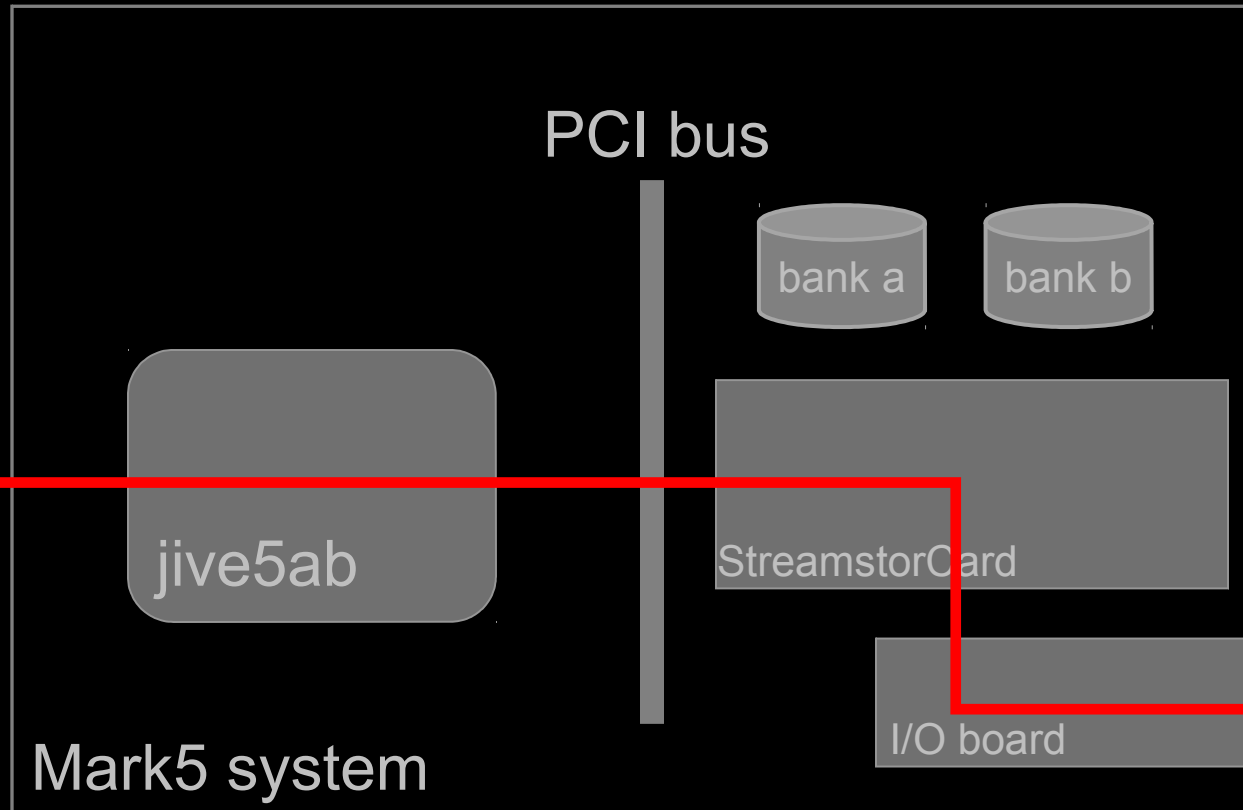 PCI bus
bank a
bank b
jive5ab
StreamstorCard
I/O board
Mark5 system